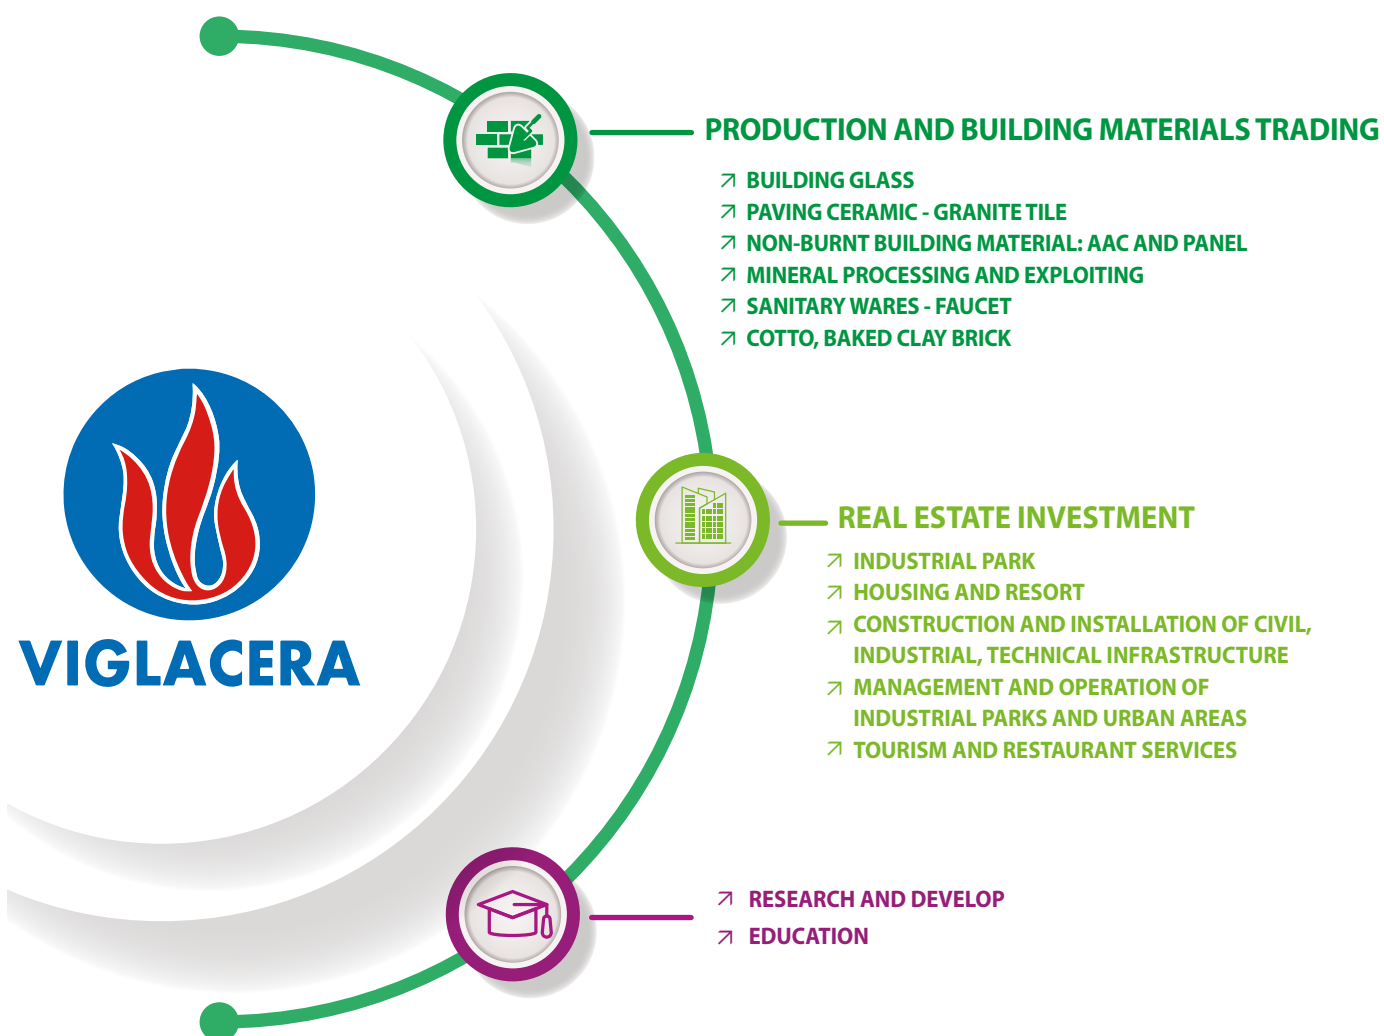 PRODUCTION AND BUILDING MATERIALS TRADING
BUILDING GLASS
PAVING CERAMIC - GRANITE TILE
NON-BURNT BUILDING MATERIAL: AAC AND PANEL
MINERAL PROCESSING AND EXPLOITING
SANITARY WARES - FAUCET
COTTO, BAKED CLAY BRICK
VIGLACERA
REAL ESTATE INVESTMENT
INDUSTRIAL PARK
HOUSING AND RESORT
CONSTRUCTION AND INSTALLATION OF CIVIL,
INDUSTRIAL, TECHNICAL INFRASTRUCTURE
MANAGEMENT AND OPERATION OF
INDUSTRIAL PARKS AND URBAN AREAS
TOURISM AND RESTAURANT SERVICES
RESEARCH AND DEVELOP
EDUCATION